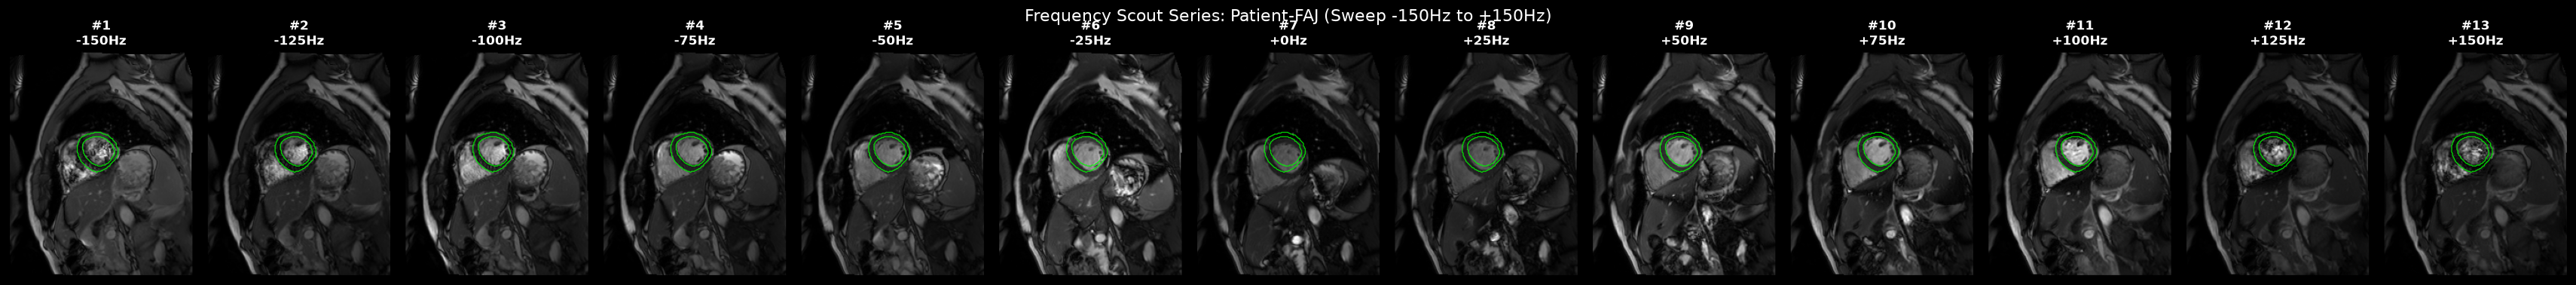 Frequency Scout Series: Patient-FAJ (Sweep -150Hz to +150Hz)
#1
-150Hz
#2
-125Hz
#3
-100Hz
#4
-75Hz
#5
-50Hz
#6
-25Hz
#7
+0Hz
#8
+25Hz
#9
+50Hz
#10
+75Hz
#11
+100Hz
#12
+125Hz
#13
+150Hz